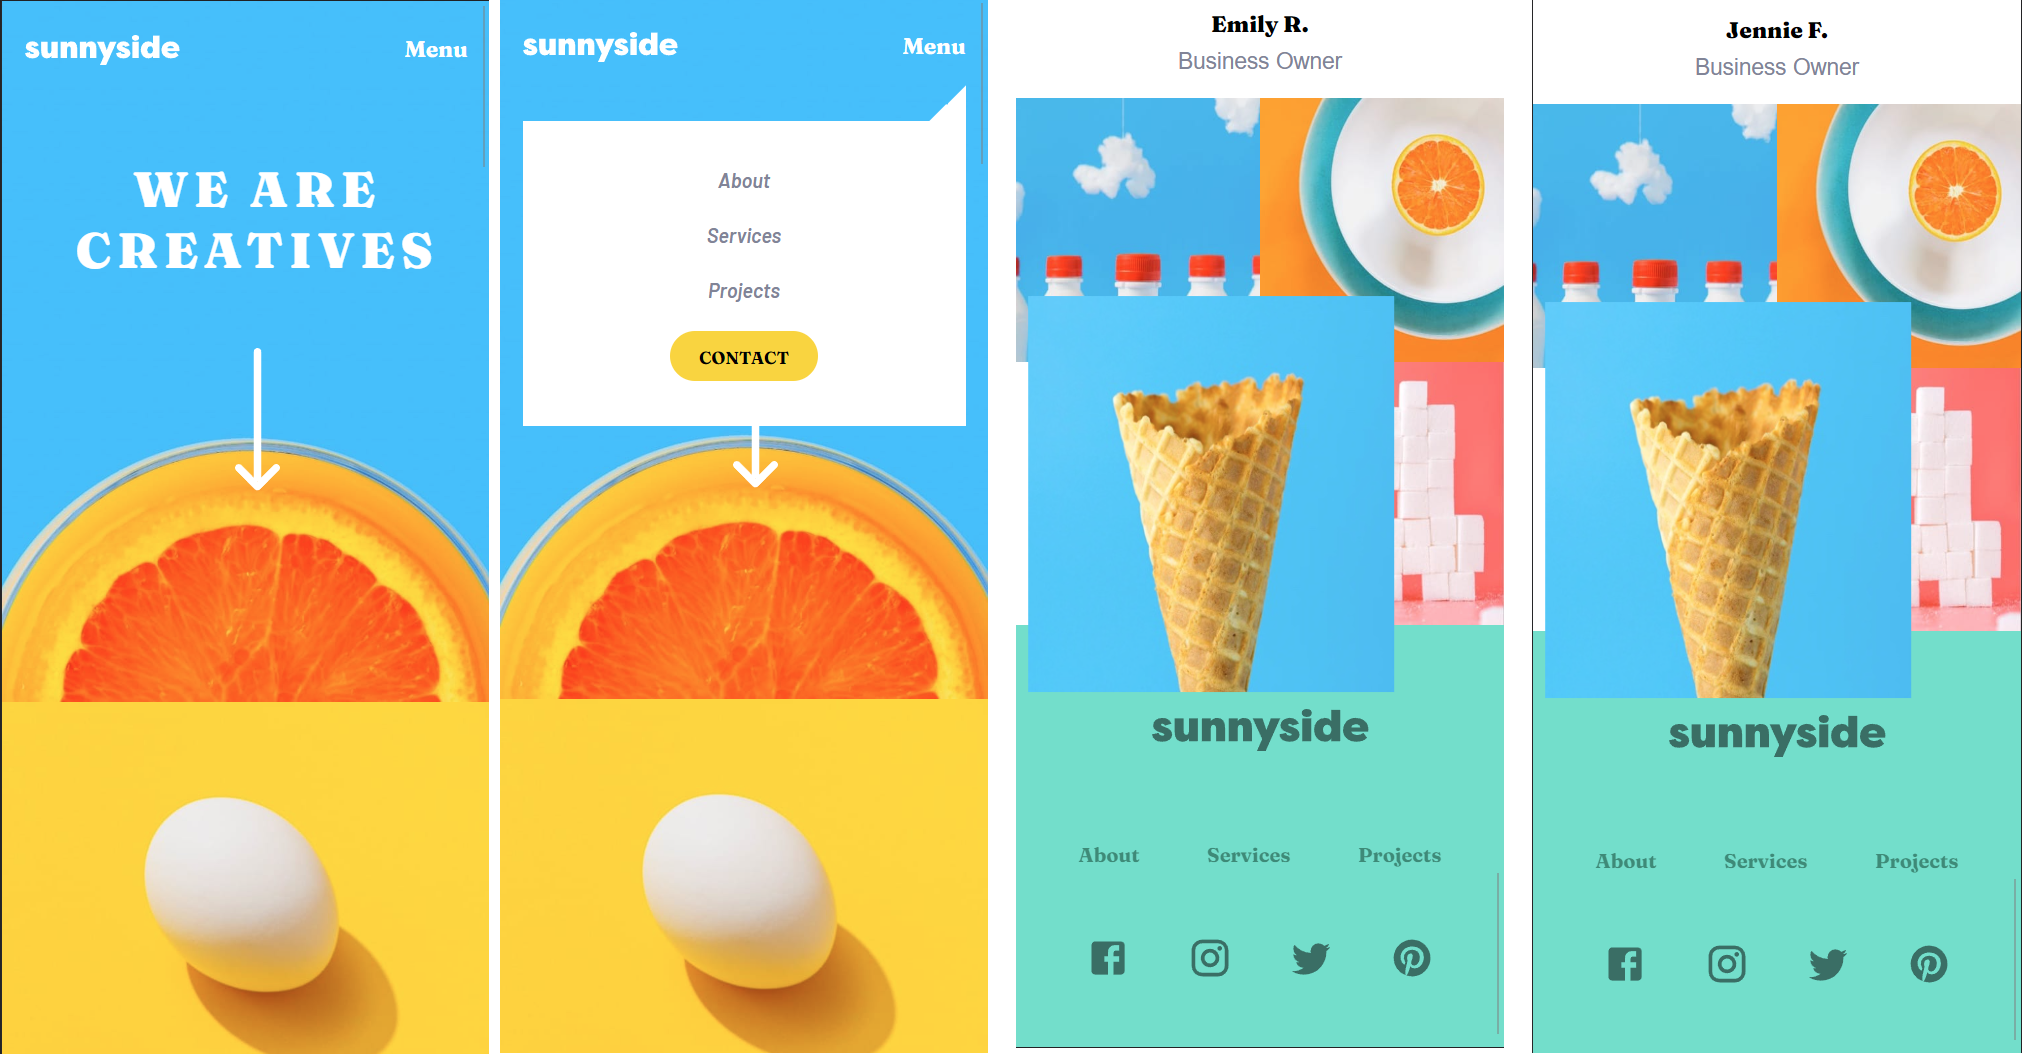 sunnyside
Menu
WE ARE
CREATIVES
sunnyside
Menu
About
Services
Projects
CONTACT
Emily R.
Business Owner
sunnyside
About Services Projects
Jennie F.
Business Owner
sunnyside
About Services Projects